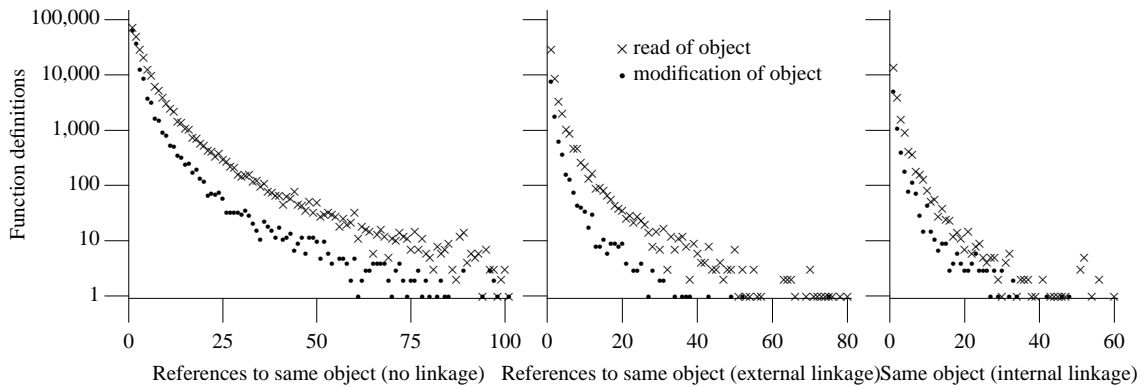 100,000
10,000
1,000
100
10
1
Function definitions
× read of object
• modification of object
0 25 50 75 100
0 20 40 60 80
0 20 40 60
References to same object (no linkage)
References to same object (external linkage)
Same object (internal linkage)